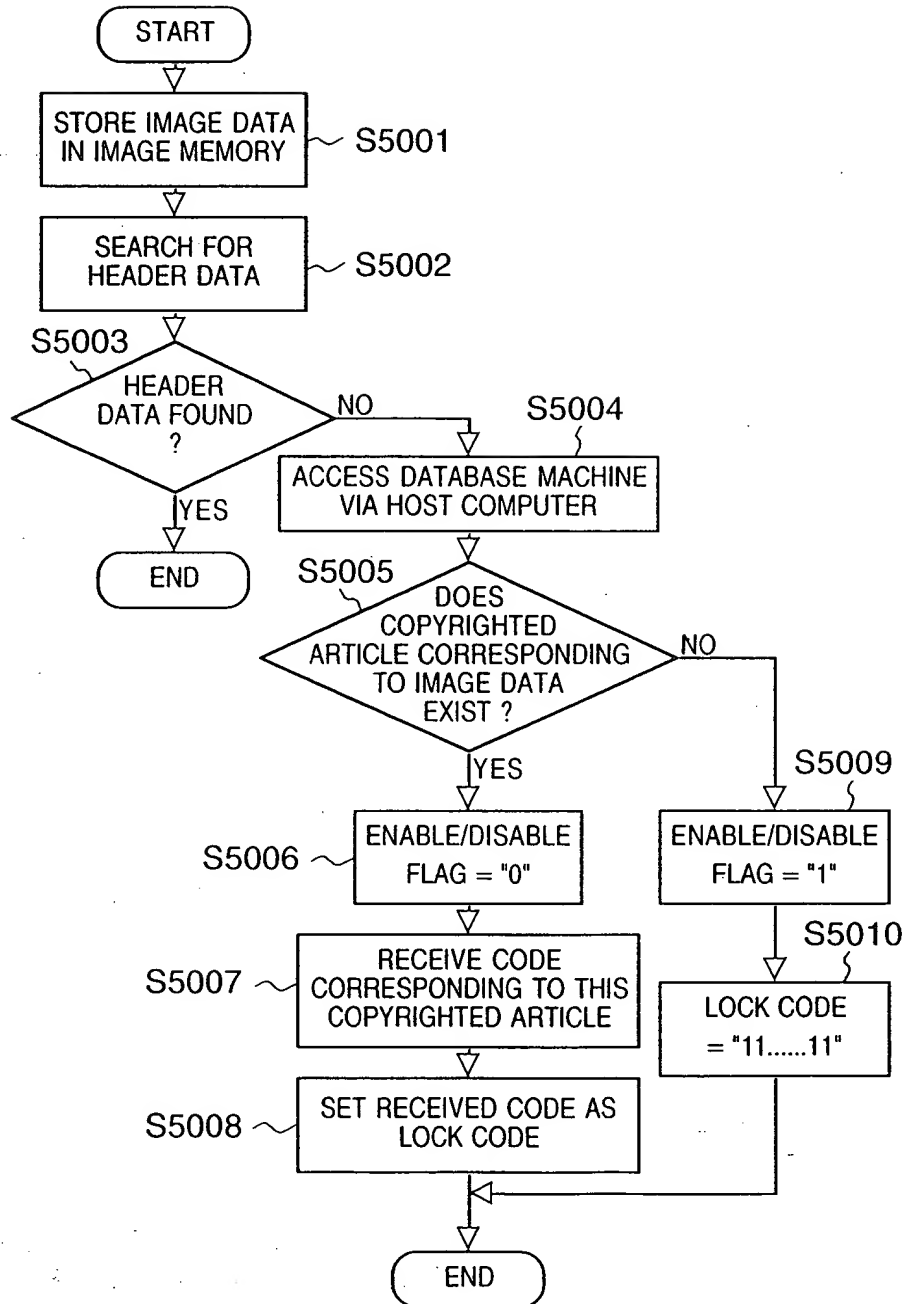 START
STORE IMAGE DATA
IN IMAGE MEMORY
S5001
SEARCH FOR
HEADER DATA
S5002
S5003
HEADER
DATA FOUND
?
NO
YES
END
S5004
ACCESS DATABASE MACHINE
VIA HOST COMPUTER
S5005
DOES
COPYRIGHTED
ARTICLE CORRESPONDING
TO IMAGE DATA
EXIST ?
NO
YES
S5006
ENABLE/DISABLE
FLAG = "0"
S5009
ENABLE/DISABLE
FLAG = "1"
S5007
RECEIVE CODE
CORRESPONDING TO THIS
COPYRIGHTED ARTICLE
S5010
LOCK CODE
= "11......11"
S5008
SET RECEIVED CODE AS
LOCK CODE
END